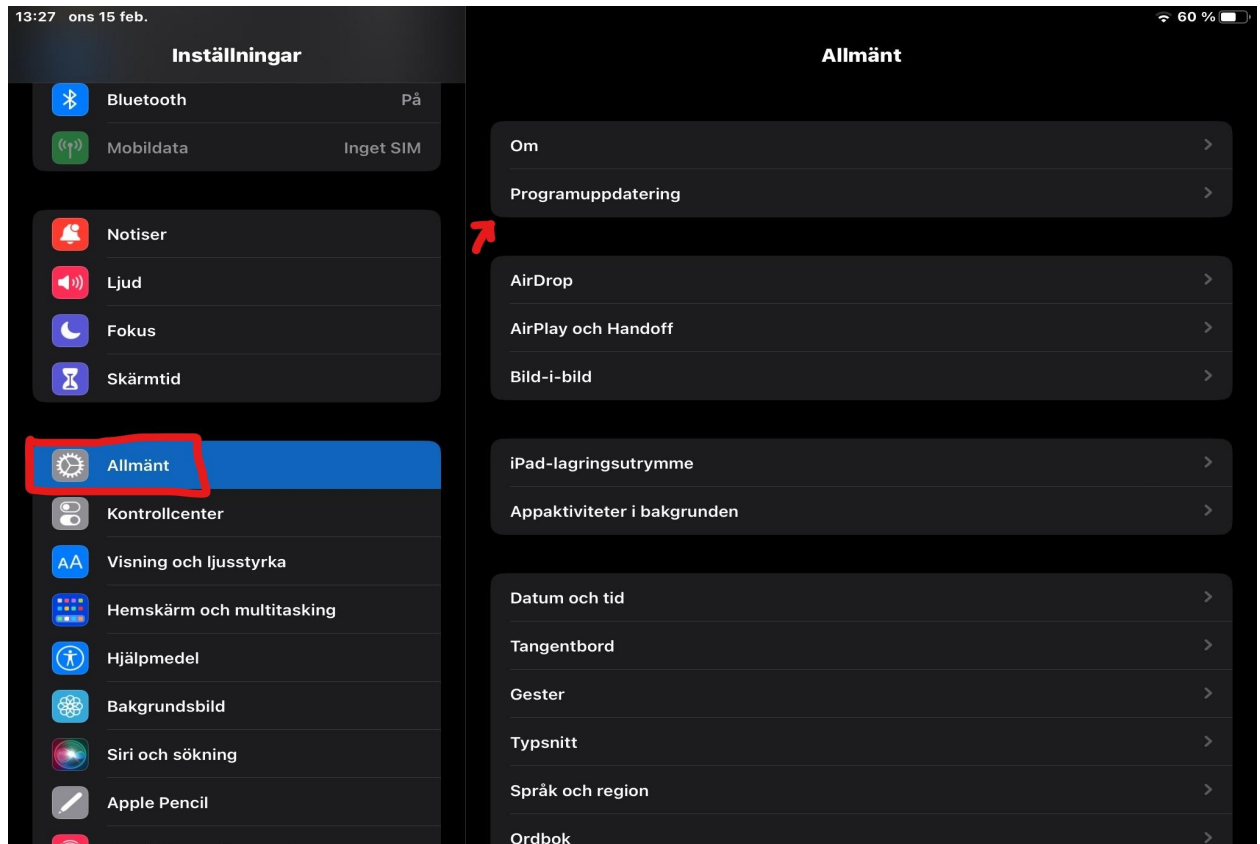 13:27 ons 15 feb.
60 %
Inställningar
Bluetooth På
Mobildata Inget SIM
Notiser
Ljud
Fokus
Skärmtid
Allmänt
Kontrollcenter
AA Visning och ljusstyrka
Hemskärm och multitasking
Hjälpmedel
Bakgrundsbild
Siri och sökning
Apple Pencil
Allmänt
Om
Programuppdatering
AirDrop
AirPlay och Handoff
Bild-i-bild
iPad-lagringsutrymme
Appaktiviteter i bakgrunden
Datum och tid
Tangentbord
Gester
Typsnitt
Språk och region
Ordbok